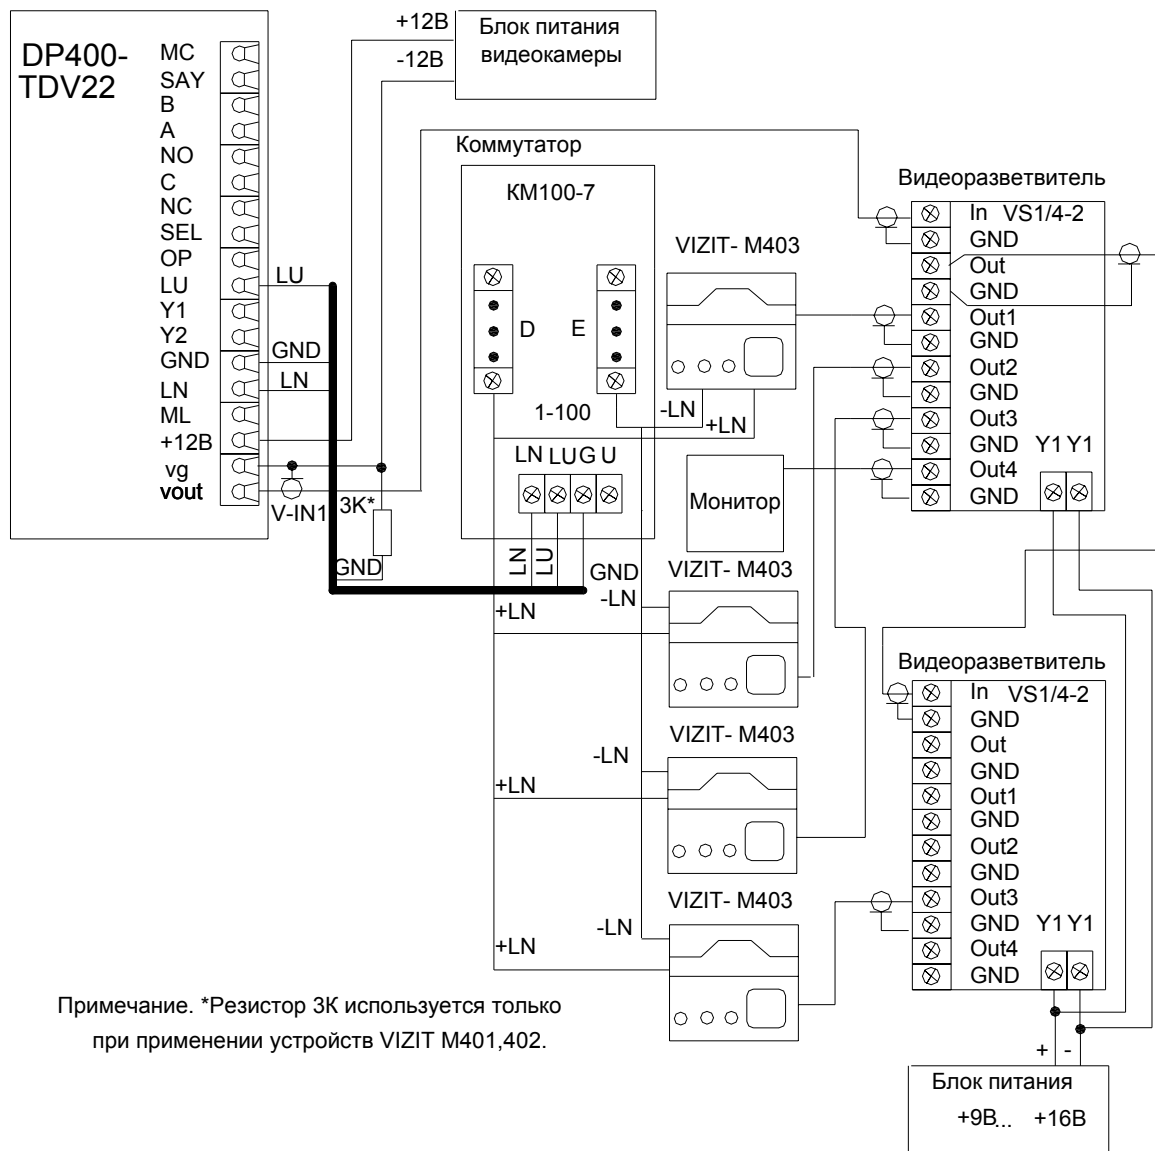 DP400-
TDV22
MC
SAY
B
A
NO
C
NC
SEL
OP
LU
Y1
Y2
GND
LN
ML
+12В
vg
vout
LU
GND
LN
V-IN1
3K*
GND
+12В
-12В
Блок питания
видеокамеры
Коммутатор
КМ100-7
D
E
1-100
LN LU G U
LN
LU
GND
VIZIT- M403
-LN
+LN
Монитор
VIZIT- M403
-LN
+LN
VIZIT- M403
-LN
+LN
VIZIT- M403
-LN
+LN
Видеоразветвитель
In VS1/4-2
GND
Out
GND
Out1
GND
Out2
GND
Out3
GND Y1 Y1
Out4
GND
Видеоразветвитель
In VS1/4-2
GND
Out
GND
Out1
GND
Out2
GND
Out3
GND Y1 Y1
Out4
GND
+ -
Блок питания
+9В... +16В
Примечание. *Резистор 3К используется только
при применении устройств VIZIT M401,402.